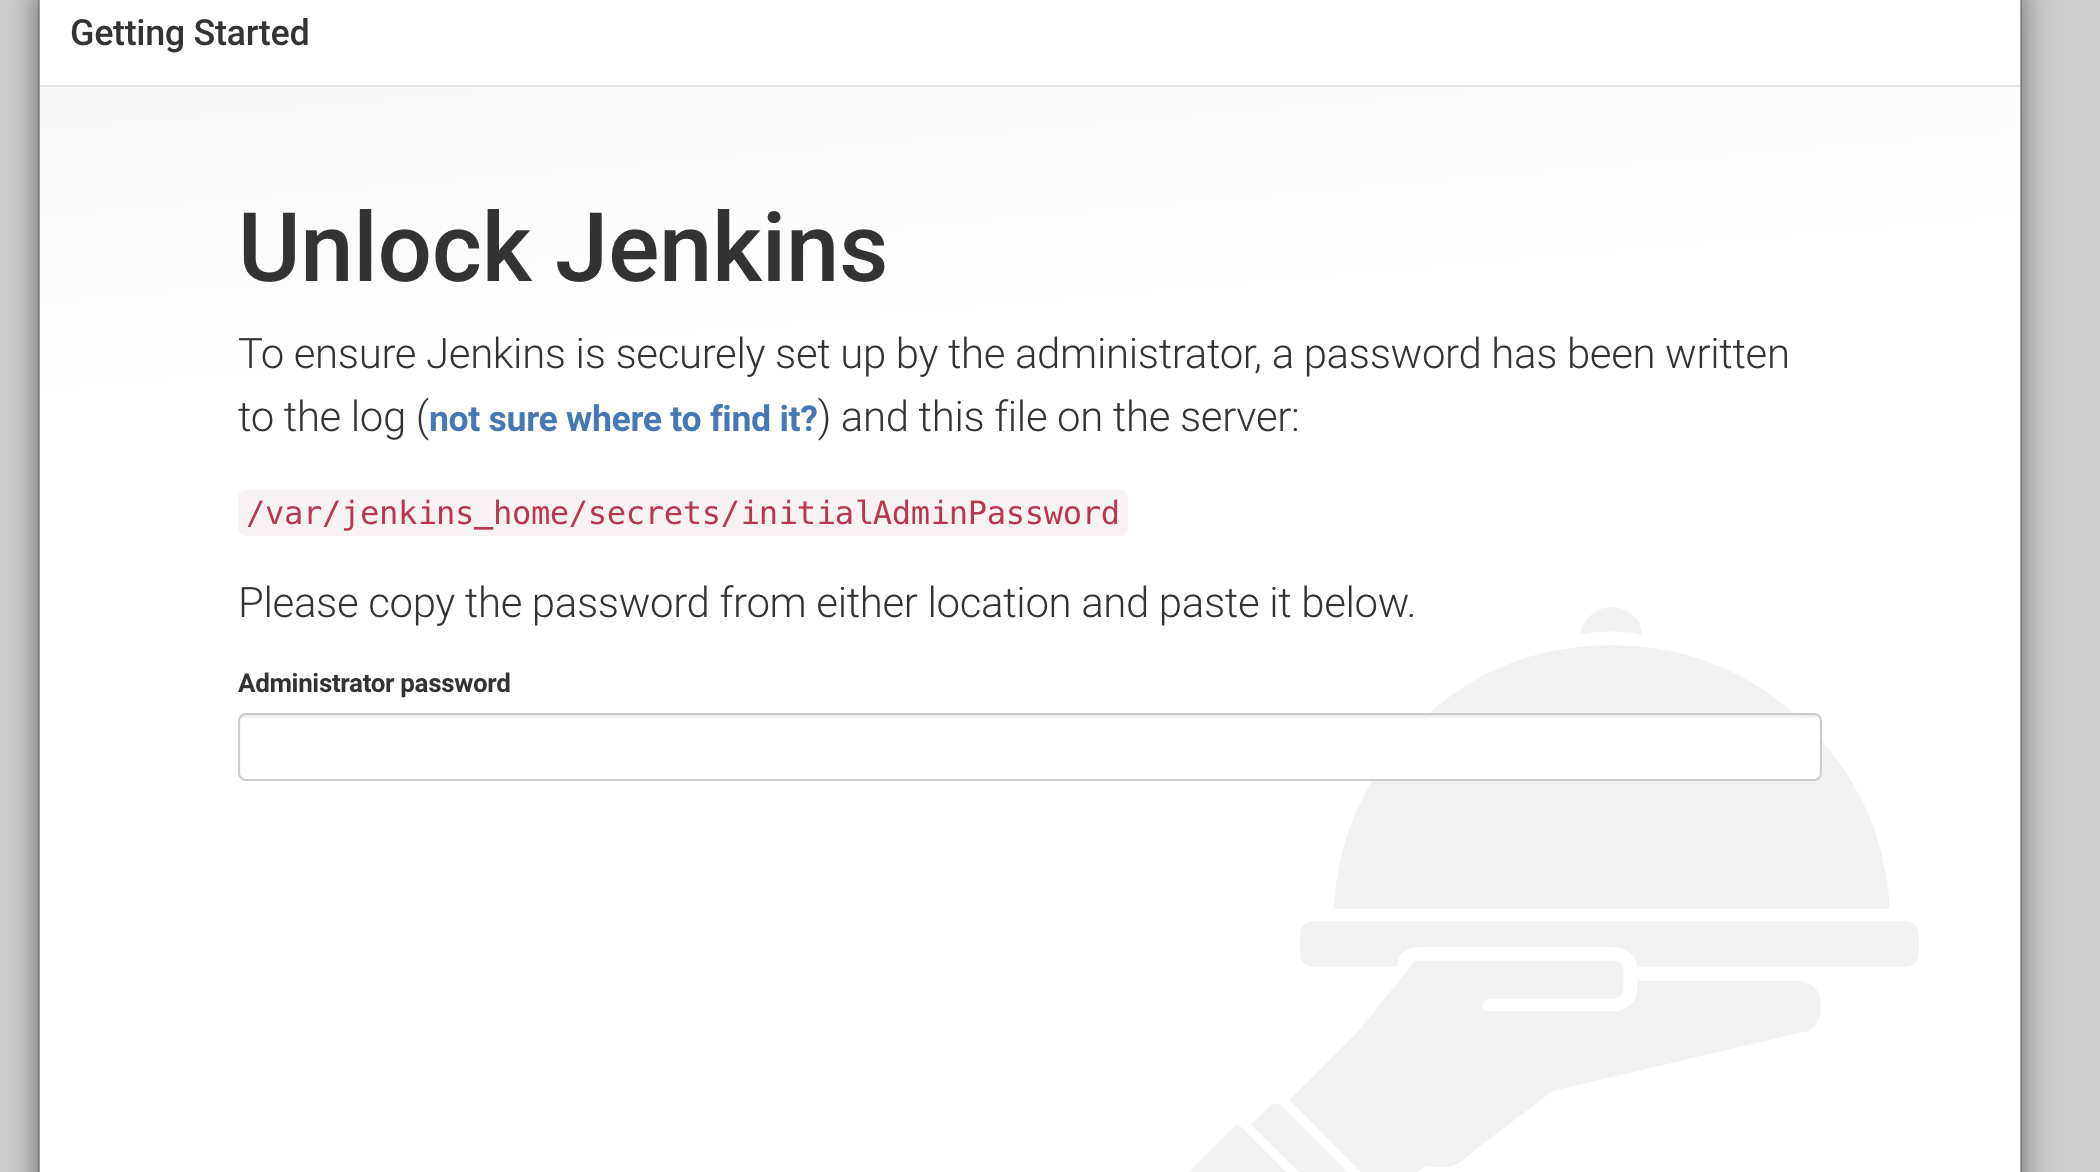 Getting Started
Unlock Jenkins
To ensure Jenkins is securely set up by the administrator, a password has been written
to the log (not sure where to find it?) and this file on the server:
/var/jenkins_home/secrets/initialAdminPassword
Please copy the password from either location and paste it below.
Administrator password